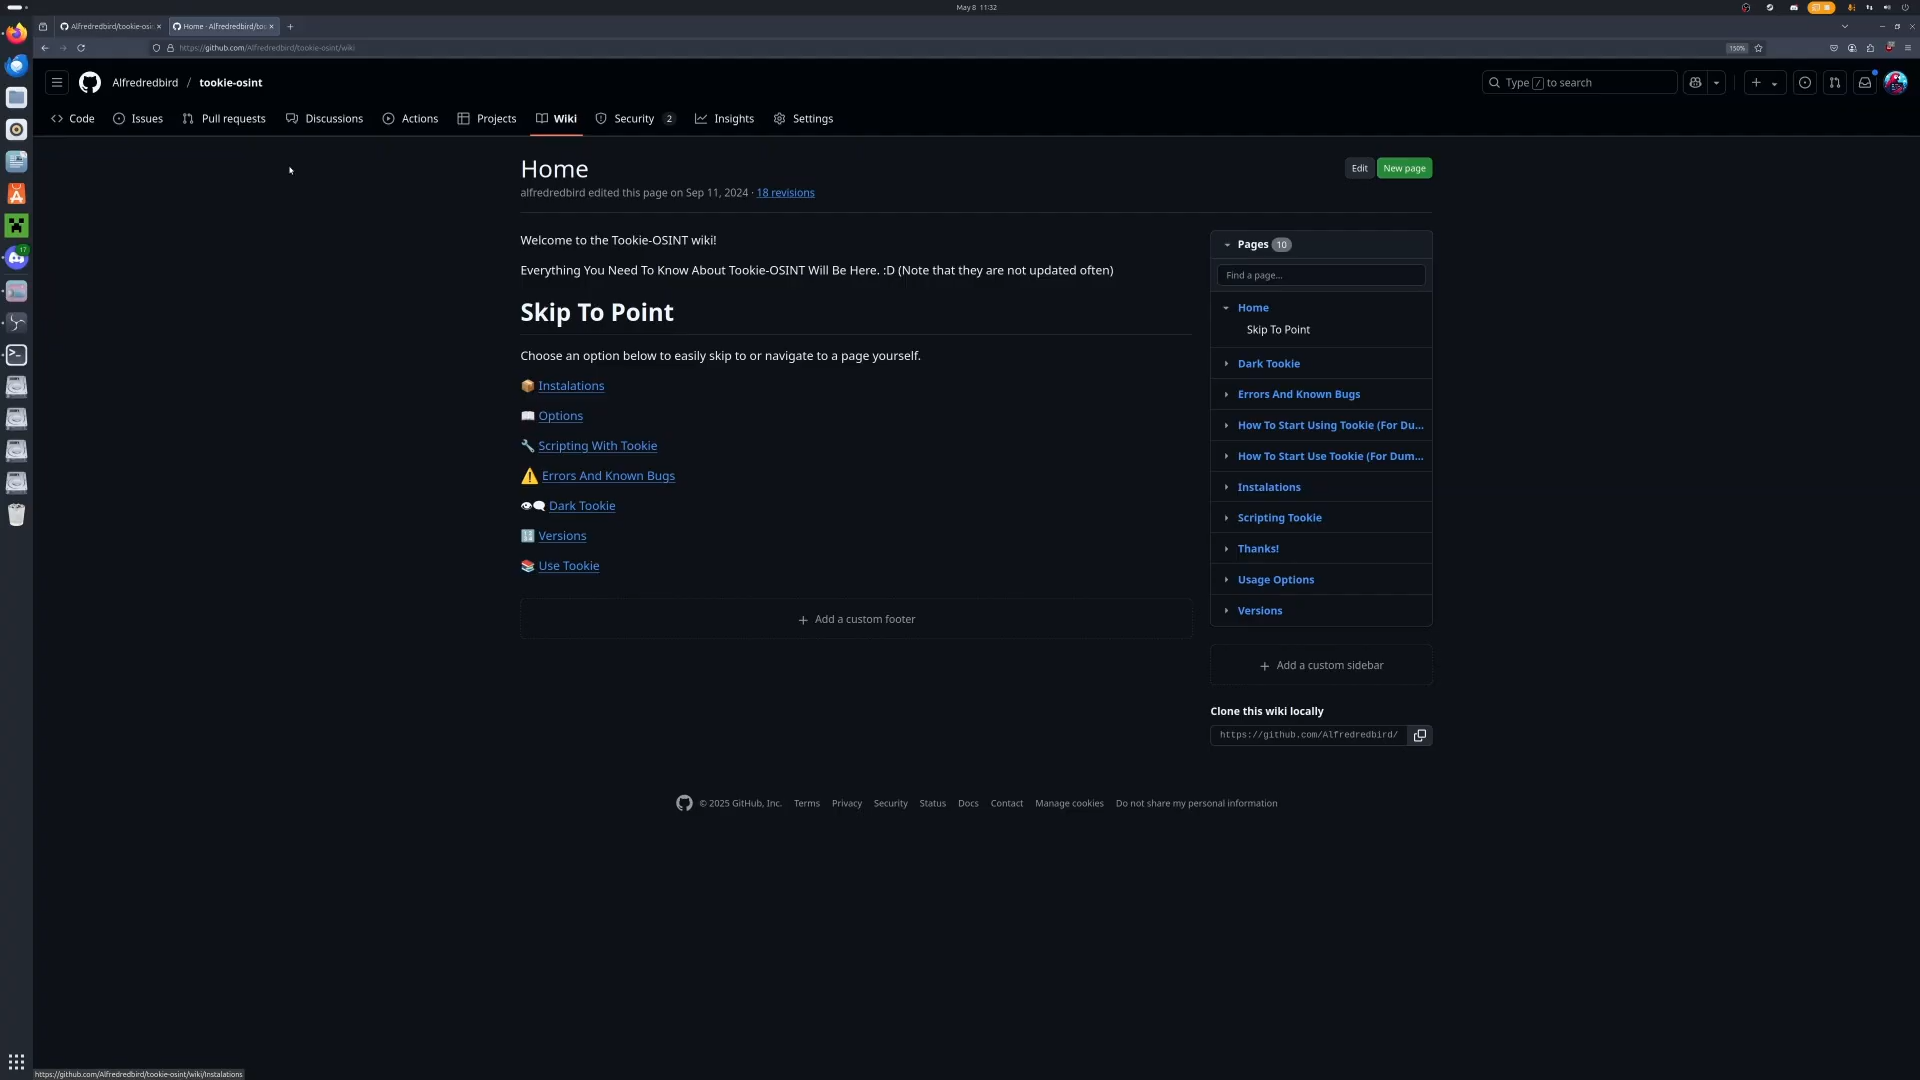 May 8 11:32
Alfredredbird/tookie-osi
Home · Alfredredbird/too
https://github.com/Alfredredbird/tookie-osint/wiki
150%
Alfredredbird / tookie-osint
Type / to search
Code
Issues
Pull requests
Discussions
Actions
Projects
Wiki
Security 2
Insights
Settings
Home
Edit
New page
alfredredbird edited this page on Sep 11, 2024 · 18 revisions
Welcome to the Tookie-OSINT wiki!
Everything You Need To Know About Tookie-OSINT Will Be Here. :D (Note that they are not updated often)
Skip To Point
Choose an option below to easily skip to or navigate to a page yourself.
📦 Instalations
📖 Options
🔧 Scripting With Tookie
⚠️ Errors And Known Bugs
👁️‍🗨️ Dark Tookie
🔢 Versions
📚 Use Tookie
Add a custom footer
Pages 10
Find a page...
Home
Skip To Point
Dark Tookie
Errors And Known Bugs
How To Start Using Tookie (For Du...
How To Start Use Tookie (For Dum...
Instalations
Scripting Tookie
Thanks!
Usage Options
Versions
Add a custom sidebar
Clone this wiki locally
https://github.com/Alfredredbird/
© 2025 GitHub, Inc.
Terms
Privacy
Security
Status
Docs
Contact
Manage cookies
Do not share my personal information
17
https://github.com/Alfredredbird/tookie-osint/wiki/Instalations